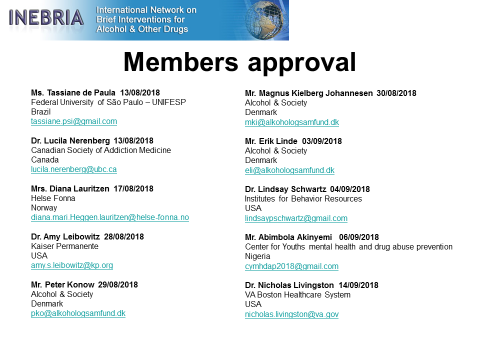 INEBRIA
International Network on
Brief Interventions for
Alcohol & Other Drugs
Members approval
Ms. Tassiane de Paula 13/08/2018
Federal University of São Paulo – UNIFESP
Brazil
tassiane.psi@gmail.com
Dr. Lucila Nerenberg 13/08/2018
Canadian Society of Addiction Medicine
Canada
lucila.nerenberg@ubc.ca
Mrs. Diana Lauritzen 17/08/2018
Helse Fonna
Norway
diana.mari.Heggen.lauritzen@helse-fonna.no
Dr. Amy Leibowitz 28/08/2018
Kaiser Permanente
USA
amy.s.leibowitz@kp.org
Mr. Peter Konow 29/08/2018
Alcohol & Society
Denmark
pko@alkohologsamfund.dk
Mr. Magnus Kielberg Johannesen 30/08/2018
Alcohol & Society
Denmark
mki@alkohologsamfund.dk
Mr. Erik Linde 03/09/2018
Alcohol & Society
Denmark
eli@alkohologsamfund.dk
Dr. Lindsay Schwartz 04/09/2018
Institutes for Behavior Resources
USA
lindsaypschwartz@gmail.com
Mr. Abimbola Akinyemi 06/09/2018
Center for Youths mental health and drug abuse prevention
Nigeria
cymhdap2018@gmail.com
Dr. Nicholas Livingston 14/09/2018
VA Boston Healthcare System
USA
nicholas.livingston@va.gov